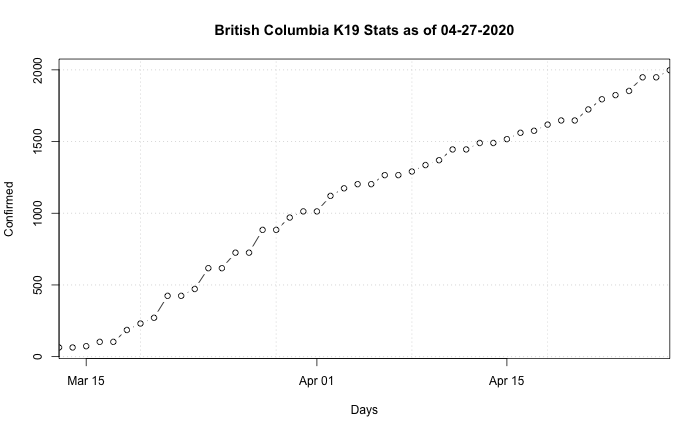 British Columbia K19 Stats as of 04-27-2020
2000
1500
1000
500
0
Confirmed
Mar 15 Apr 01 Apr 15
Days